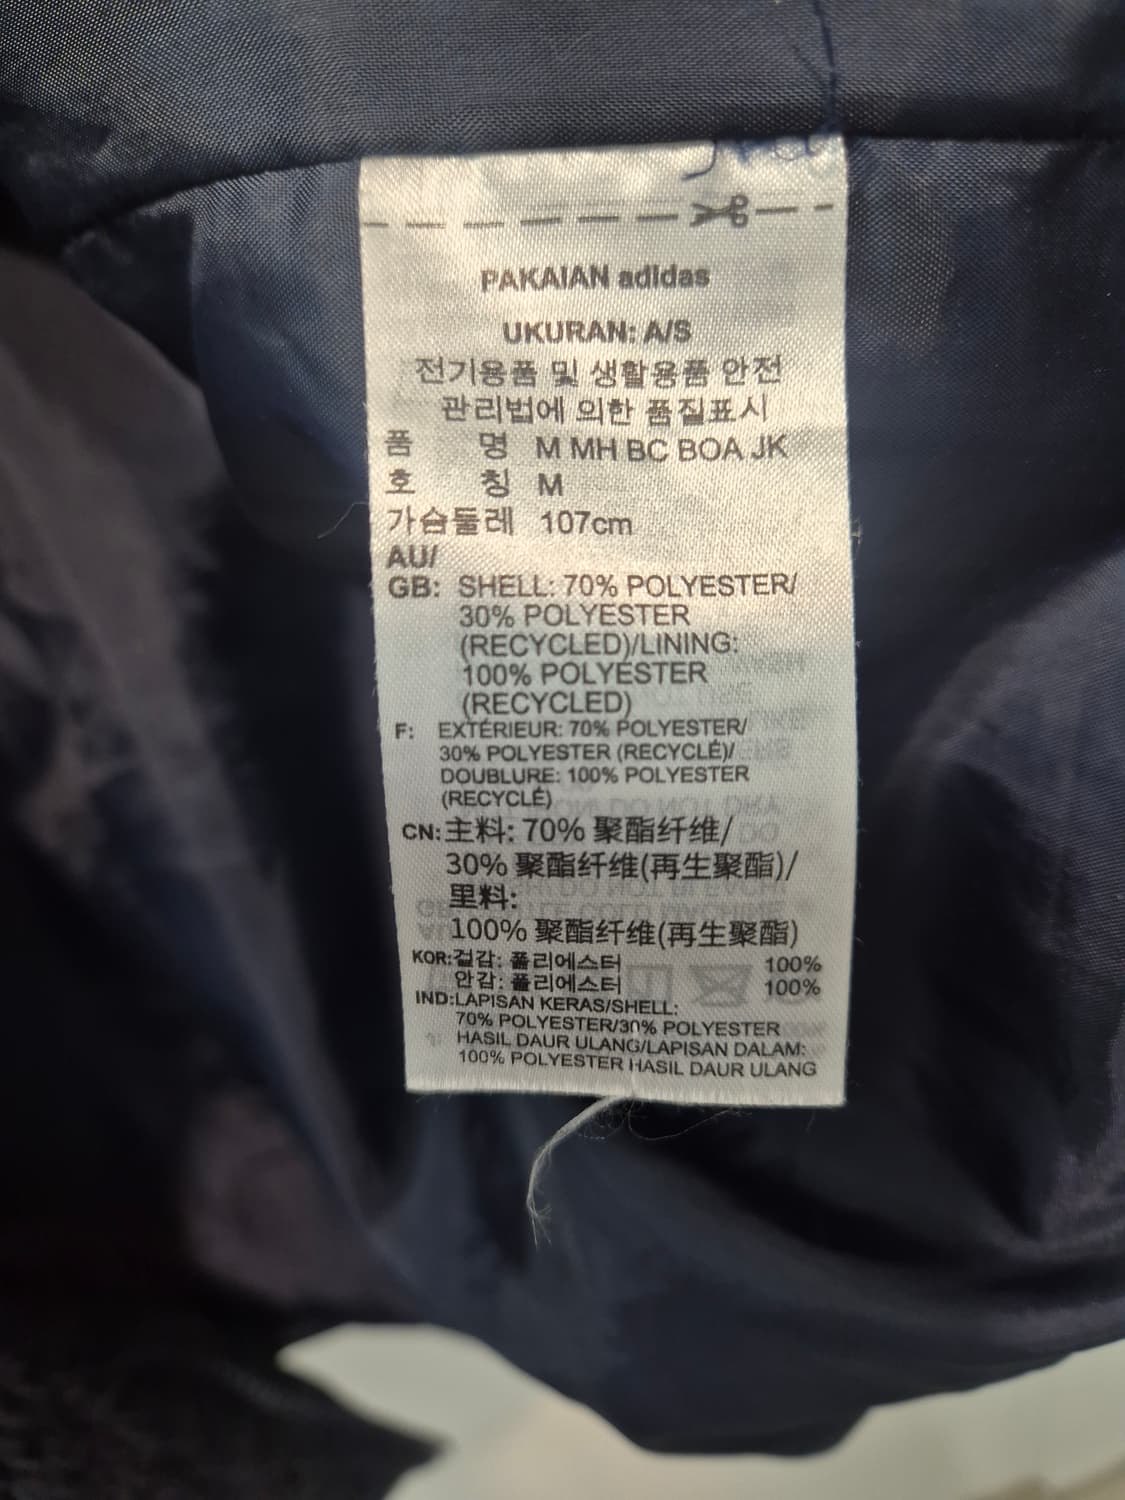 PAKAIAN adidas
UKURAN: A/S
전기용품 및 생활용품 안전
관리법에 의한 품질표시
품 명 M MH BC BOA JK
호 칭 M
가슴둘레 107cm
AU/
GB: SHELL: 70% POLYESTER/
30% POLYESTER
(RECYCLED)/LINING:
100% POLYESTER
(RECYCLED)
F: EXTÉRIEUR: 70% POLYESTER/
30% POLYESTER (RECYCLÉ)/
DOUBLURE: 100% POLYESTER
(RECYCLÉ)
CN: 主料: 70% 聚酯纤维/
30% 聚酯纤维(再生聚酯)/
里料:
100% 聚酯纤维(再生聚酯)
KOR: 겉감: 폴리에스터 100%
안감: 폴리에스터 100%
IND: LAPISAN KERAS/SHELL:
70% POLYESTER/30% POLYESTER
HASIL DAUR ULANG/LAPISAN DALAM:
100% POLYESTER HASIL DAUR ULANG